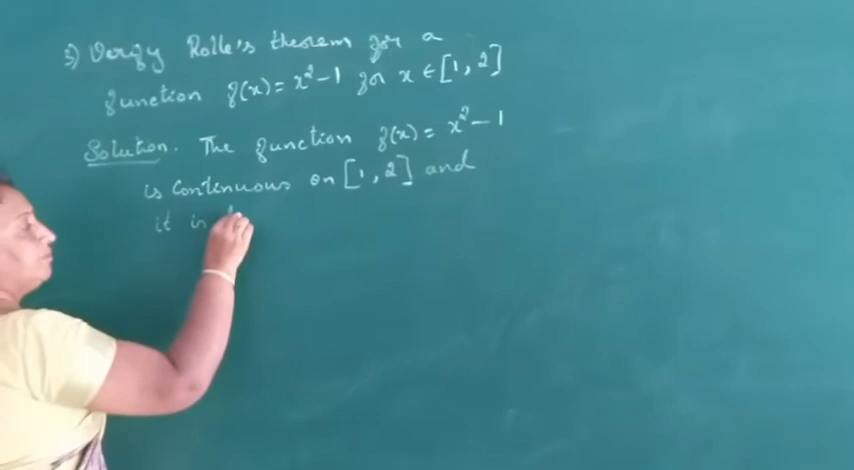 3) Verify Rolle's theorem for a
function f(x) = x² - 1 for x ∈ [1, 2]
Solution. The function f(x) = x² - 1
is continuous on [1, 2] and
it is